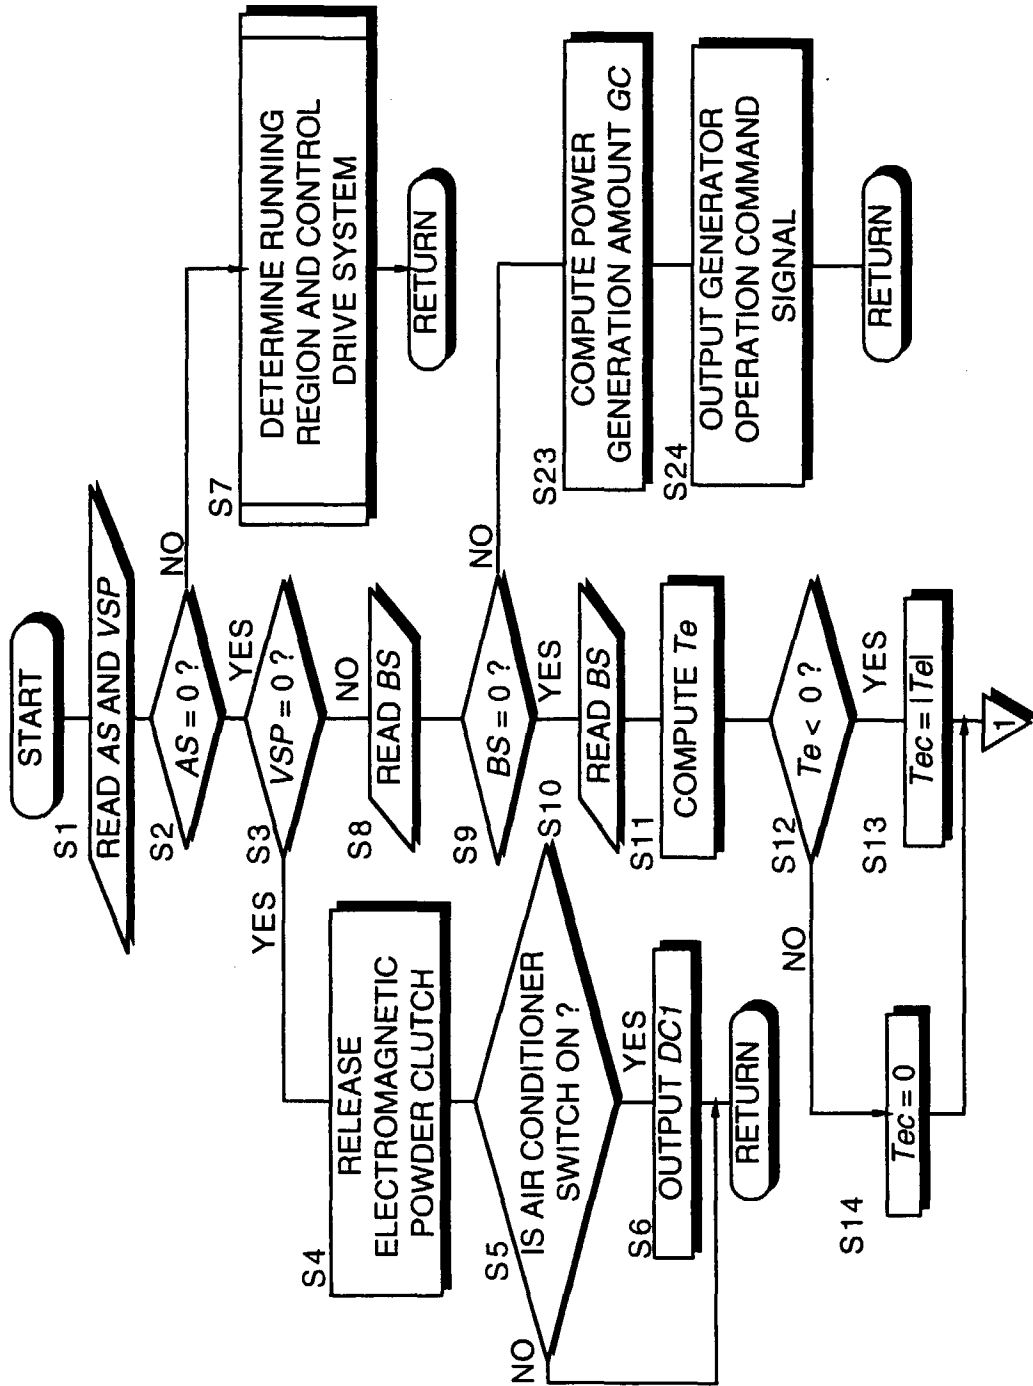 START
S1
READ AS AND VSP
S2
AS = 0 ?
NO
YES
S7
DETERMINE RUNNING
REGION AND CONTROL
DRIVE SYSTEM
RETURN
S3
VSP = 0 ?
YES
NO
S4
RELEASE
ELECTROMAGNETIC
POWDER CLUTCH
S5
IS AIR CONDITIONER
SWITCH ON ?
NO
YES
S6
OUTPUT DC1
RETURN
S8
READ BS
S9
BS = 0 ?
NO
YES
S23
COMPUTE POWER
GENERATION AMOUNT GC
S24
OUTPUT GENERATOR
OPERATION COMMAND
SIGNAL
RETURN
S10
READ BS
S11
COMPUTE Te
S12
Te < 0 ?
NO
YES
S13
Tec = |Te|
S14
Tec = 0
1